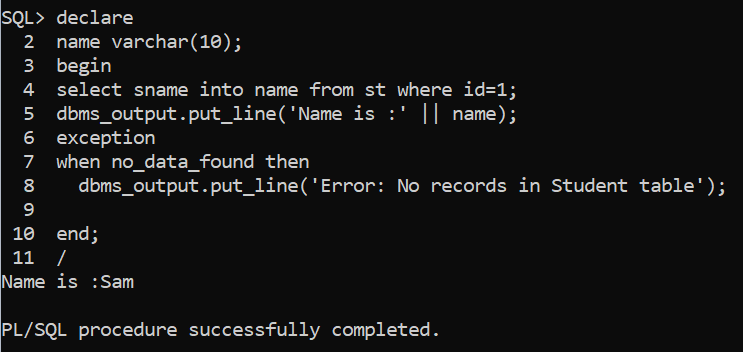 SQL> declare
  2  name varchar(10);
  3  begin
  4  select sname into name from st where id=1;
  5  dbms_output.put_line('Name is :' || name);
  6  exception
  7  when no_data_found then
  8    dbms_output.put_line('Error: No records in Student table');
  9
 10  end;
 11  /
Name is :Sam

PL/SQL procedure successfully completed.